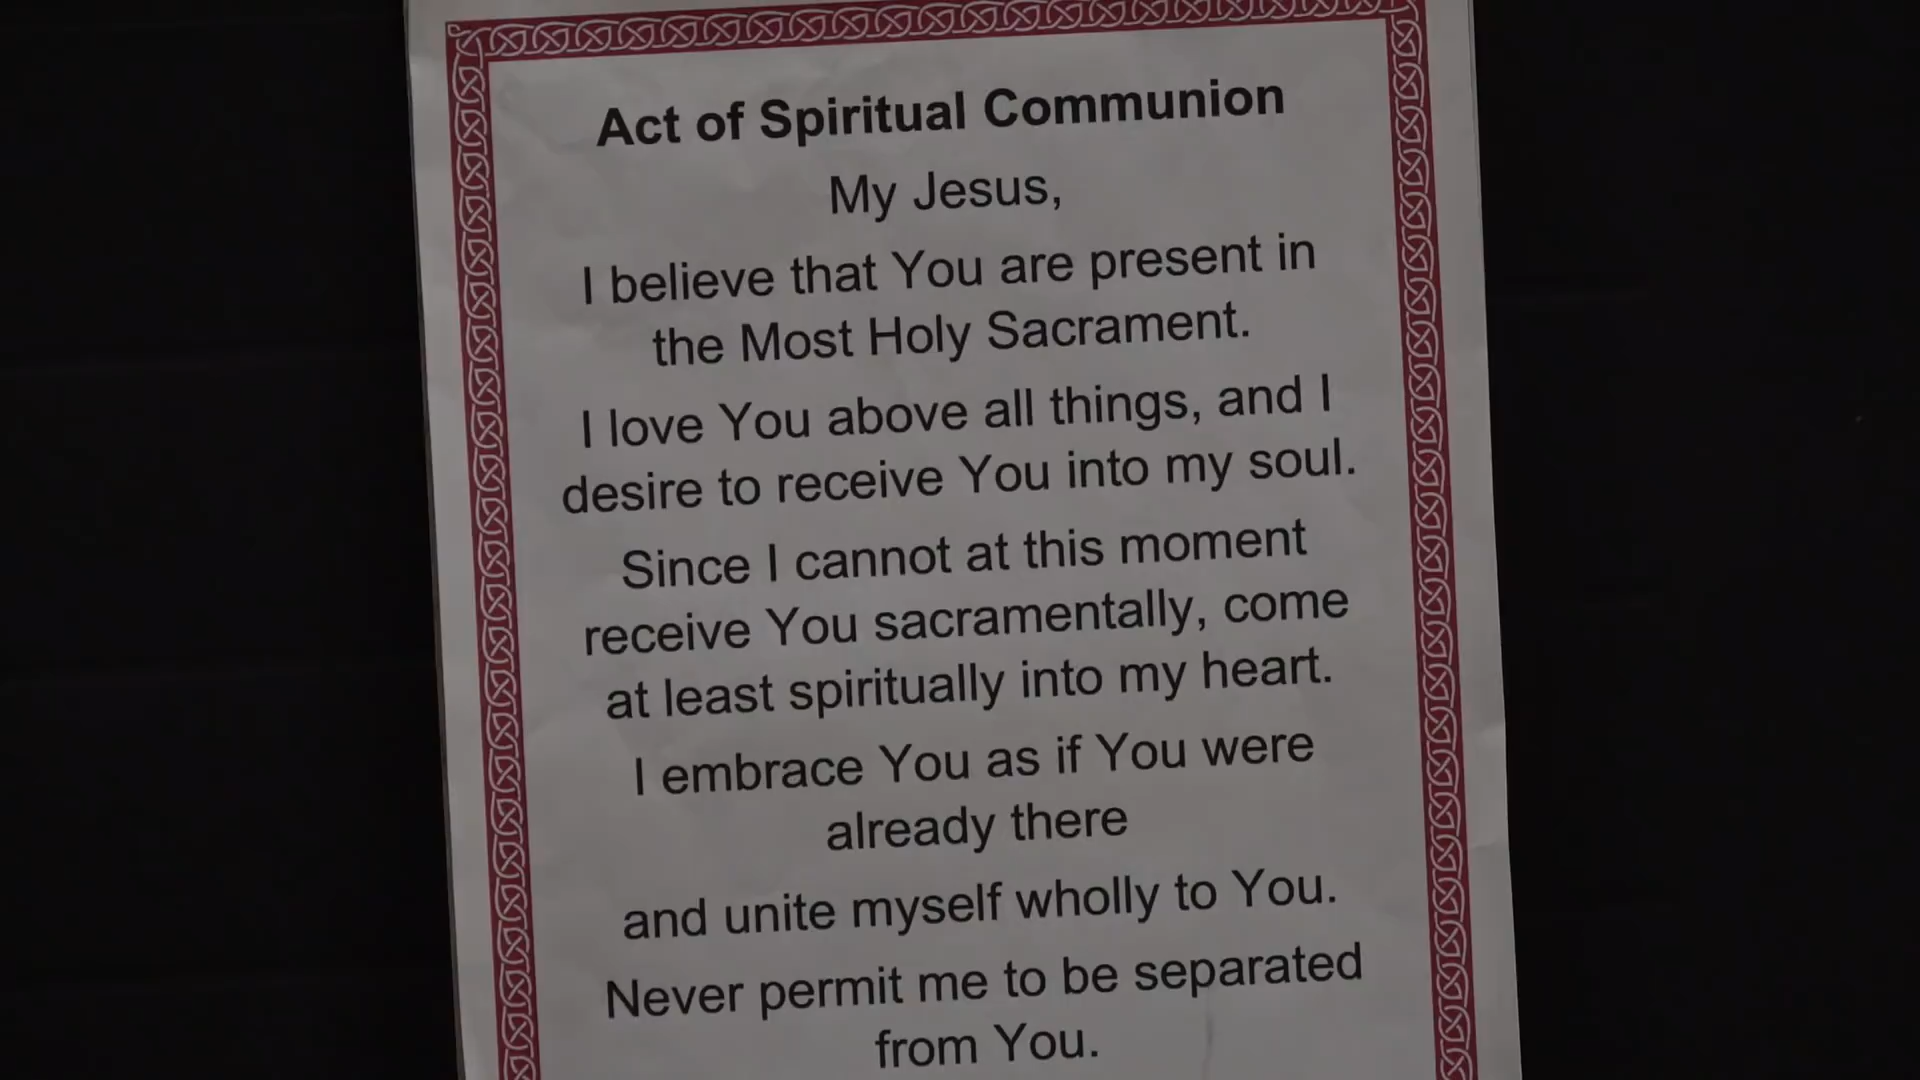 Act of Spiritual Communion
My Jesus,
I believe that You are present in
the Most Holy Sacrament.
I love You above all things, and I
desire to receive You into my soul.
Since I cannot at this moment
receive You sacramentally, come
at least spiritually into my heart.
I embrace You as if You were
already there
and unite myself wholly to You.
Never permit me to be separated
from You.